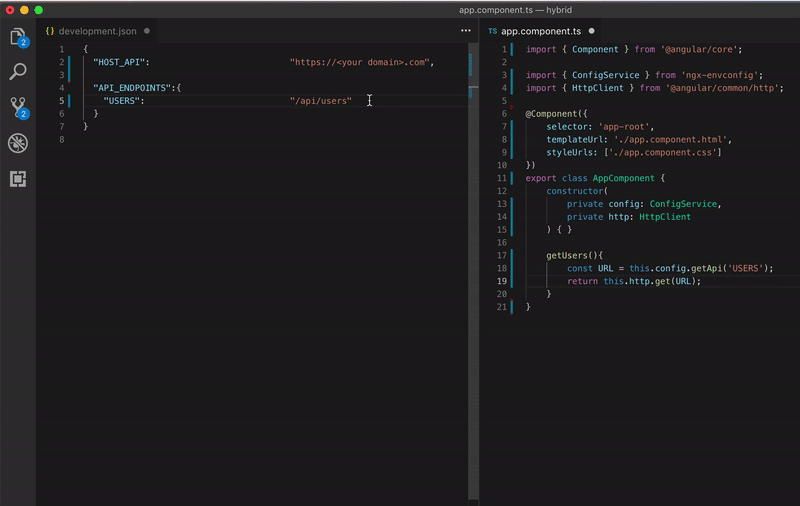 app.component.ts — hybrid
{} development.json
TS app.component.ts
2
2
1 {
2 "HOST_API": "https://<your domain>.com",
3
4 "API_ENDPOINTS":{
5 "USERS": "/api/users"
6 }
7 }
8
1 import { Component } from '@angular/core';
2
3 import { ConfigService } from 'ngx-envconfig';
4 import { HttpClient } from '@angular/common/http';
5
6 @Component({
7 selector: 'app-root',
8 templateUrl: './app.component.html',
9 styleUrls: ['./app.component.css']
10 })
11 export class AppComponent {
12 constructor(
13 private config: ConfigService,
14 private http: HttpClient
15 ) { }
16
17 getUsers(){
18 const URL = this.config.getApi('USERS');
19 return this.http.get(URL);
20 }
21 }